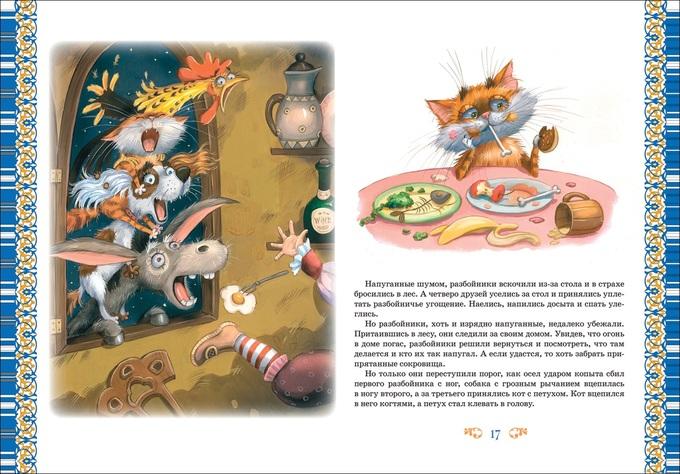 WINE
Напуганные шумом, разбойники вскочили из-за стола и в страхе
бросились в лес. А четверо друзей уселись за стол и принялись упле-
тать разбойничье угощение. Наелись, напились досыта и спать уле-
глись.
Но разбойники, хоть и изрядно напуганные, недалеко убежали.
Притаившись в лесу, они следили за своим домом. Увидев, что огонь
в доме погас, разбойники решили вернуться и посмотреть, что там
делается и кто их так напугал. А если удастся, то хоть забрать при-
прятанные сокровища.
Но только они переступили порог, как осел ударом копыта сбил
первого разбойника с ног, собака с грозным рычанием вцепилась
в ногу второго, а за третьего принялись кот с петухом. Кот вцепился
в него когтями, а петух стал клевать в голову.
17